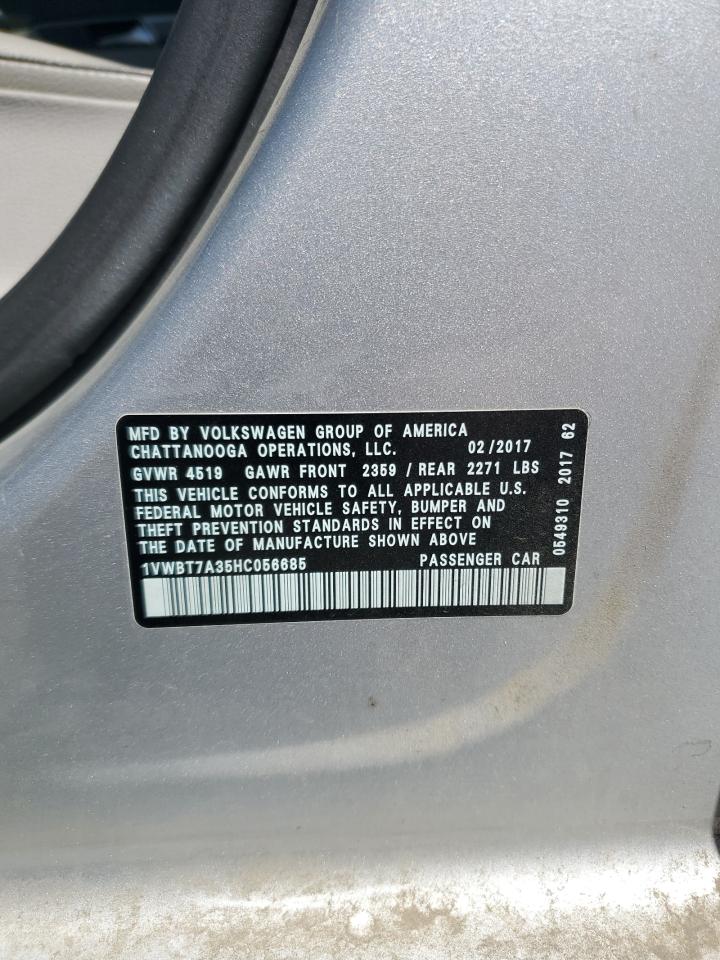 MFD BY VOLKSWAGEN GROUP OF AMERICA
CHATTANOOGA OPERATIONS, LLC. 02/2017
GVWR 4519 GAWR FRONT 2359 / REAR 2271 LBS
THIS VEHICLE CONFORMS TO ALL APPLICABLE U.S.
FEDERAL MOTOR VEHICLE SAFETY, BUMPER AND
THEFT PREVENTION STANDARDS IN EFFECT ON
THE DATE OF MANUFACTURE SHOWN ABOVE
1VWBT7A35HC056685 PASSENGER CAR
0549310 2017 62